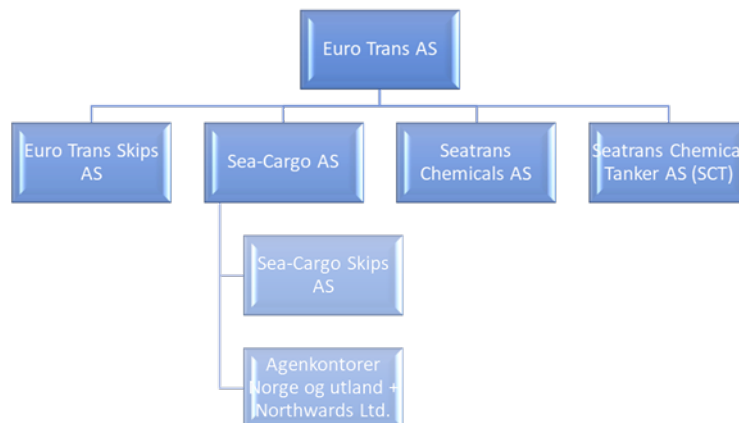 Euro Trans AS
Euro Trans Skips
AS
Sea-Cargo AS
Seatrans
Chemicals AS
Seatrans Chemica
Tanker AS (SCT)
Sea-Cargo Skips
AS
Agenkontorer
Norge og utland +
Northwards Ltd.